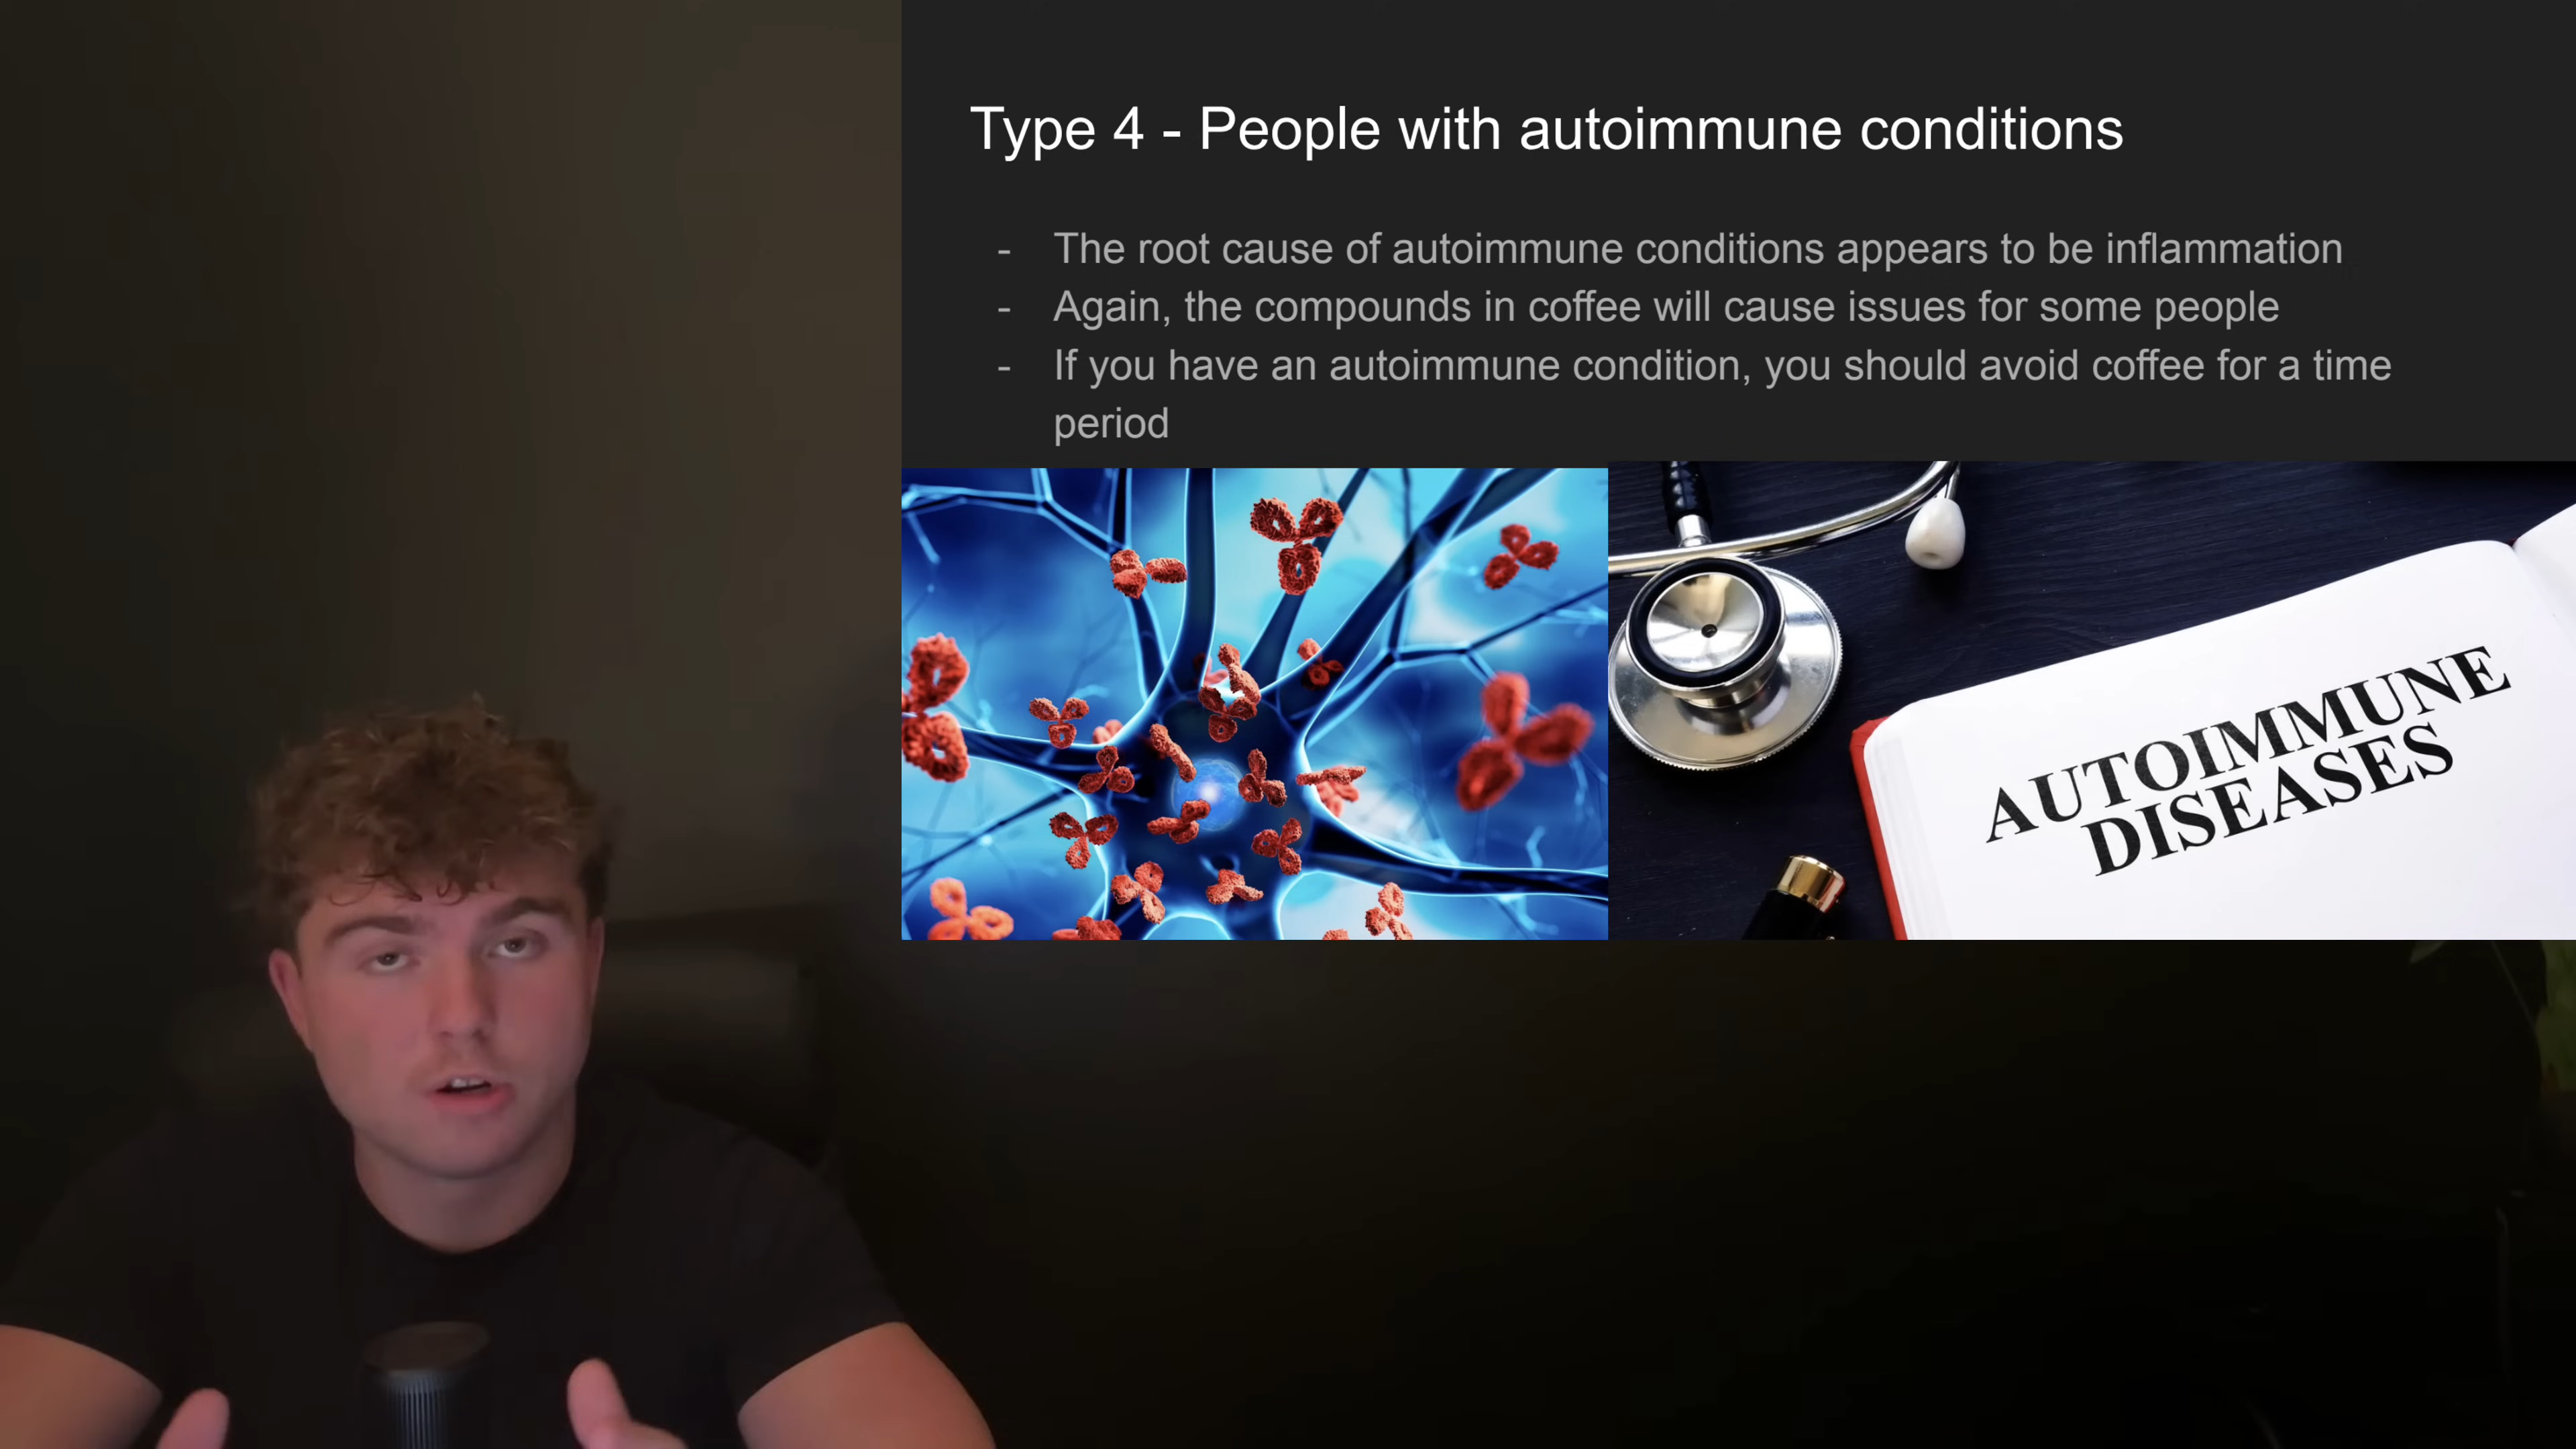 Type 4 - People with autoimmune conditions
- The root cause of autoimmune conditions appears to be inflammation
- Again, the compounds in coffee will cause issues for some people
- If you have an autoimmune condition, you should avoid coffee for a time
period
AUTOIMMUNE
DISEASES